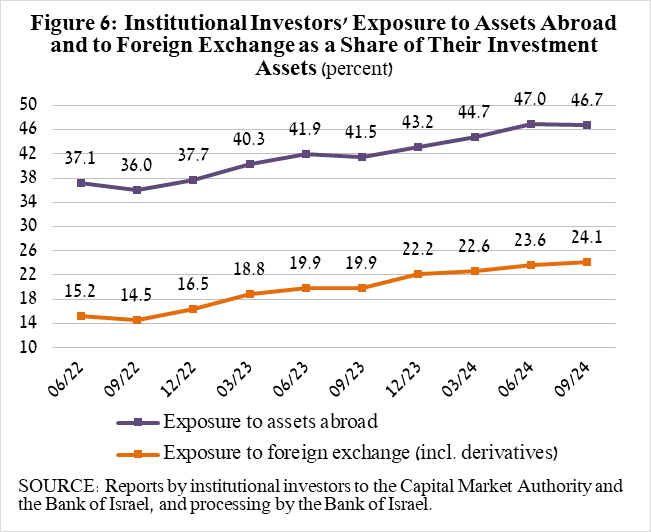 Figure 6: Institutional Investors' Exposure to Assets Abroad
and to Foreign Exchange as a Share of Their Investment
Assets (percent)
50
46
42
38
34
30
26
22
18
14
10
37.1 36.0 37.7 40.3 41.9 41.5 43.2 44.7 47.0 46.7
15.2 14.5 16.5 18.8 19.9 19.9 22.2 22.6 23.6 24.1
06/22 09/22 12/22 03/23 06/23 09/23 12/23 03/24 06/24 09/24
Exposure to assets abroad
Exposure to foreign exchange (incl. derivatives)
SOURCE: Reports by institutional investors to the Capital Market Authority and
the Bank of Israel, and processing by the Bank of Israel.